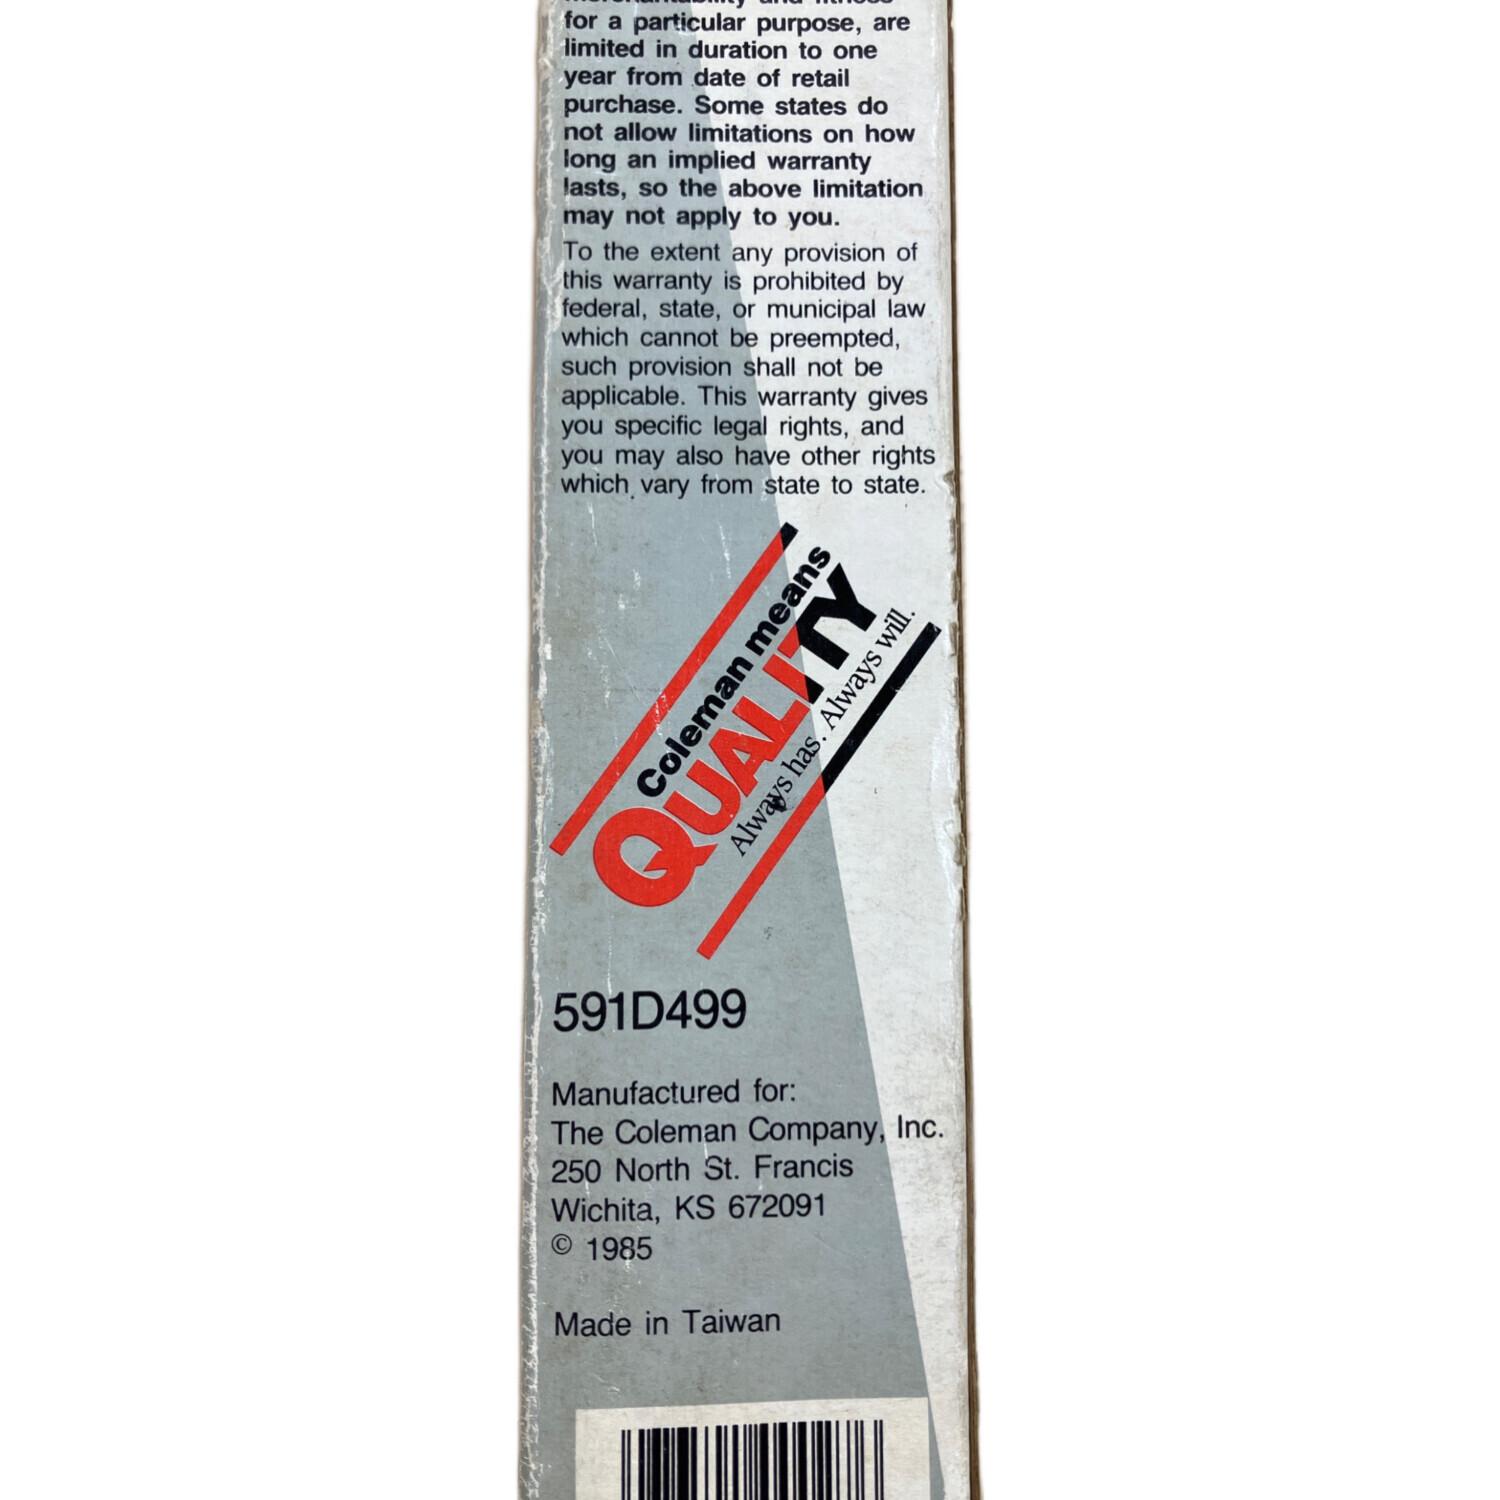 merchantability and fitness
for a particular purpose, are
limited in duration to one
year from date of retail
purchase. Some states do
not allow limitations on how
long an implied warranty
lasts, so the above limitation
may not apply to you.
To the extent any provision of
this warranty is prohibited by
federal, state, or municipal law
which cannot be preempted,
such provision shall not be
applicable. This warranty gives
you specific legal rights, and
you may also have other rights
which vary from state to state.
Coleman means
QUALITY
Always has. Always will.
591D499
Manufactured for:
The Coleman Company, Inc.
250 North St. Francis
Wichita, KS 672091
© 1985
Made in Taiwan